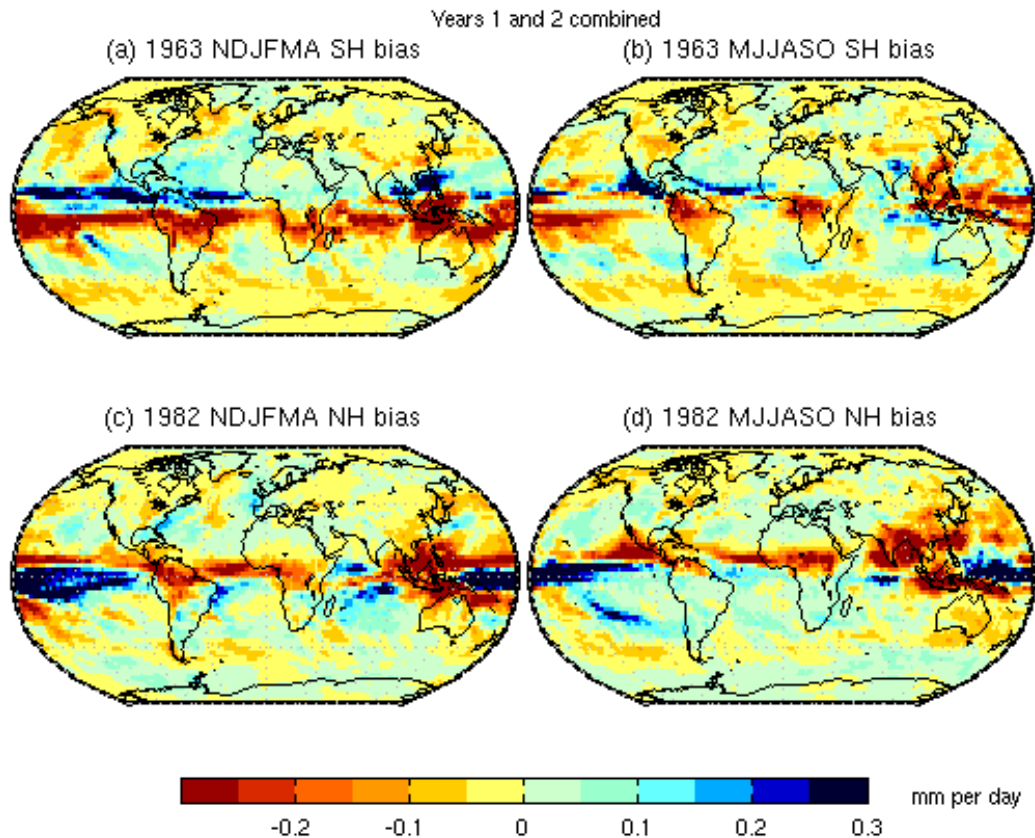 Years 1 and 2 combined
(a) 1963 NDJFMA SH bias
(b) 1963 MJJASO SH bias
(c) 1982 NDJFMA NH bias
(d) 1982 MJJASO NH bias
-0.2 -0.1 0 0.1 0.2 0.3 mm per day